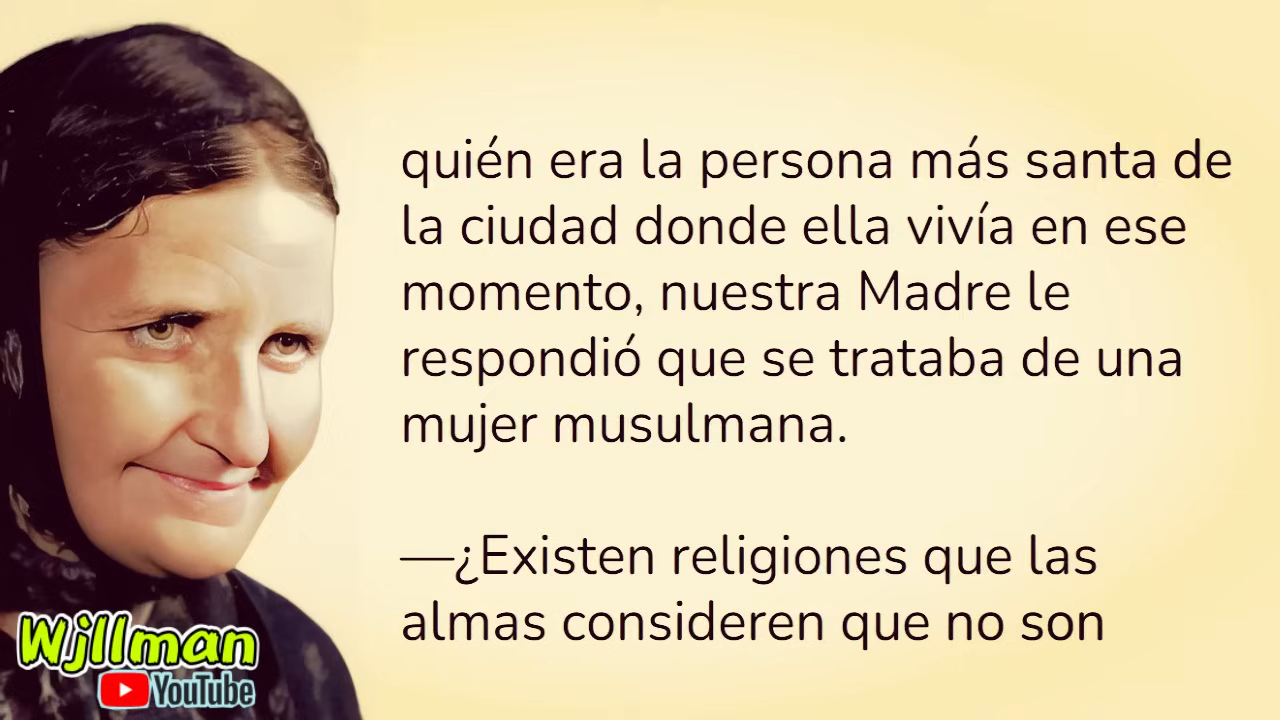 quién era la persona más santa de
la ciudad donde ella vivía en ese
momento, nuestra Madre le
respondió que se trataba de una
mujer musulmana.
—¿Existen religiones que las
almas consideren que no son
Wjllman
YouTube